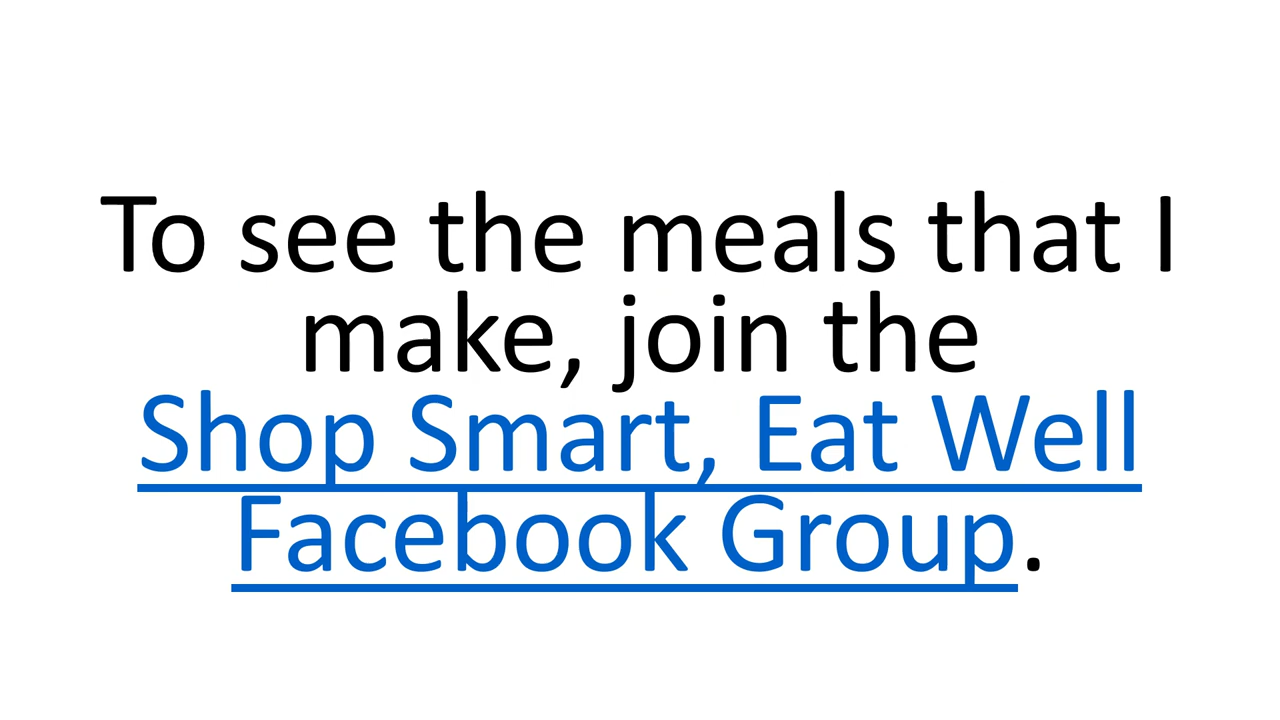 To see the meals that I
make, join the
Shop Smart, Eat Well
Facebook Group.